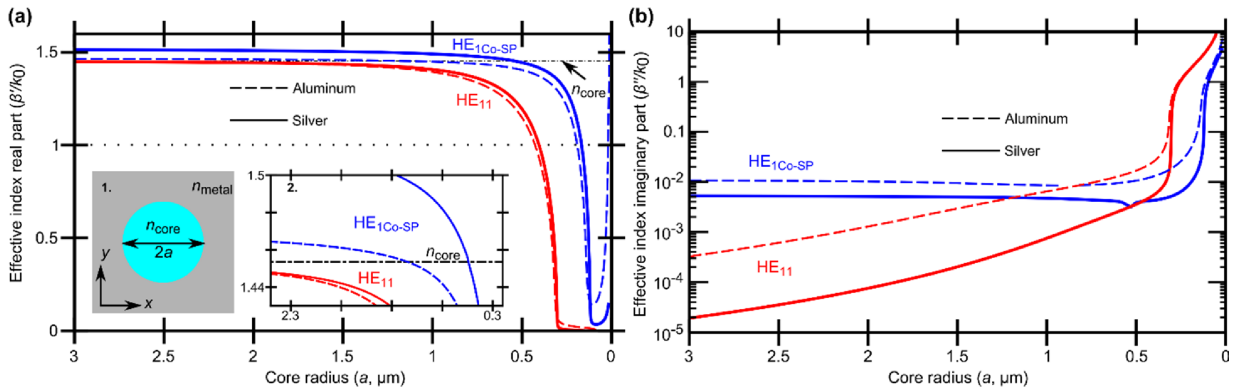 (a)
Effective index real part (β'/k0)
1.5
1
0.5
0
HE1Co-SP
ncore
HE11
Aluminum
Silver
1.
nmetal
ncore
2a
y
x
2.
1.5
1.44
HE1Co-SP
ncore
HE11
2.3
0.3
3
2.5
2
1.5
1
0.5
0
Core radius (a, μm)
(b)
Effective index imaginary part (β''/k0)
10
1
0.1
10-2
10-3
10-4
10-5
Aluminum
Silver
HE1Co-SP
HE11
3
2.5
2
1.5
1
0.5
0
Core radius (a, μm)